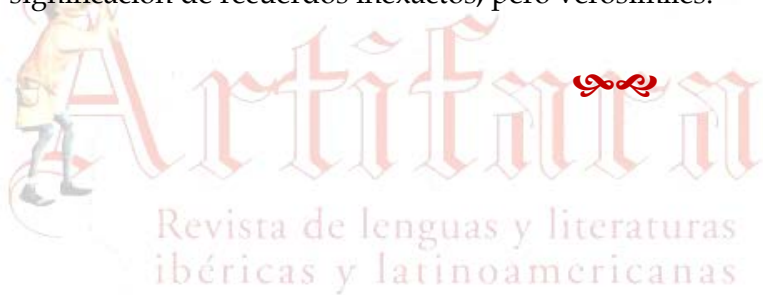 significación de recuerdos inexactos, pero verosímiles.
Artifara
Revista de lenguas y literaturas
ibéricas y latinoamericanas